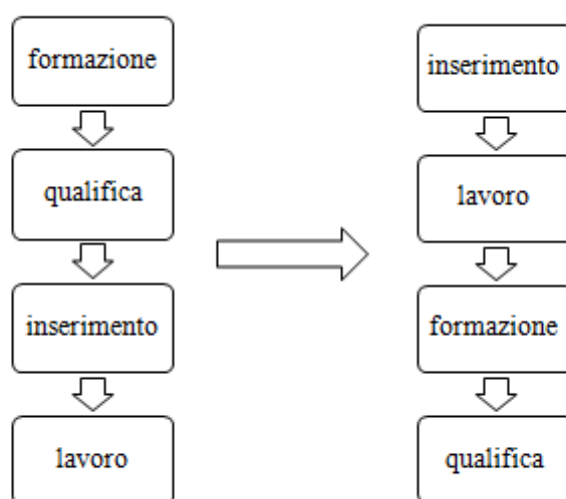 formazione
qualifica
inserimento
lavoro
inserimento
lavoro
formazione
qualifica